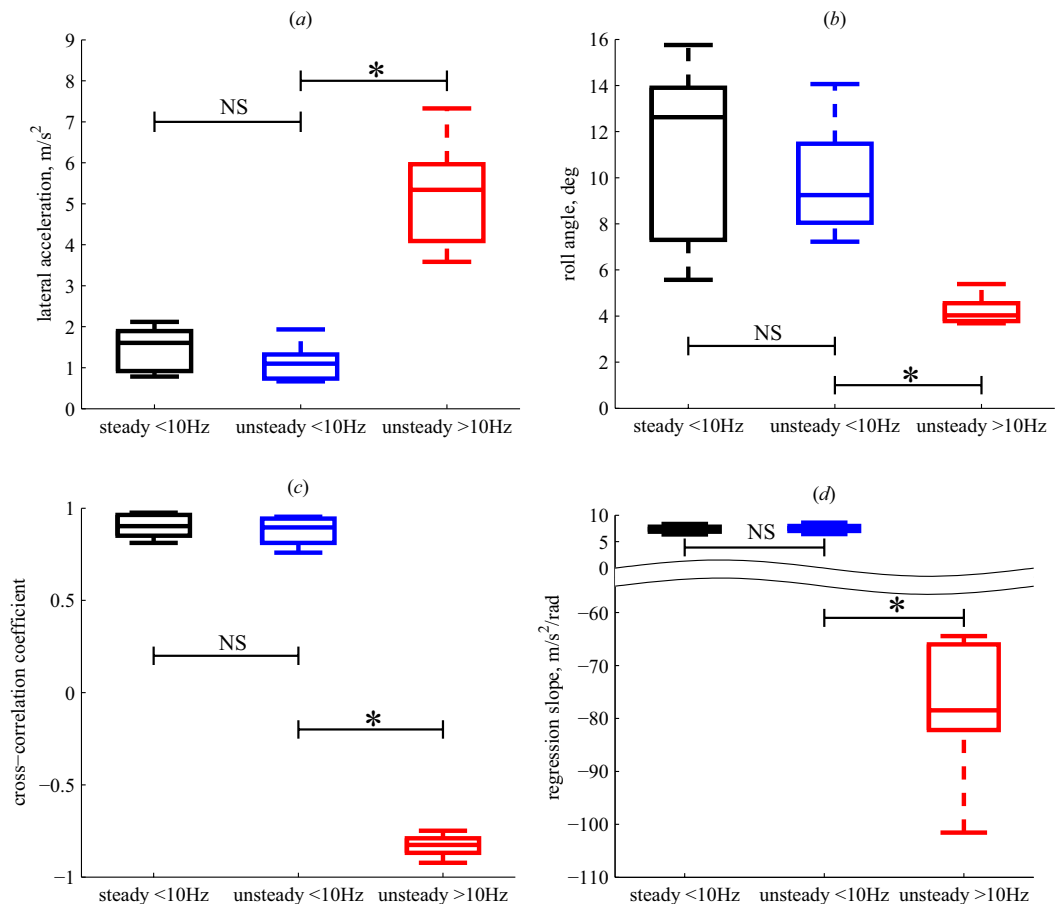 (a)
9
8
7
6
5
4
3
2
1
0
lateral acceleration, m/s²
NS
*
steady <10Hz unsteady <10Hz unsteady >10Hz
(b)
16
14
12
10
8
6
4
2
0
roll angle, deg
NS
*
steady <10Hz unsteady <10Hz unsteady >10Hz
(c)
1
0.5
0
−0.5
−1
cross−correlation coefficient
NS
*
steady <10Hz unsteady <10Hz unsteady >10Hz
(d)
10
5
0
−60
−70
−80
−90
−100
−110
regression slope, m/s²/rad
NS
*
steady <10Hz unsteady <10Hz unsteady >10Hz